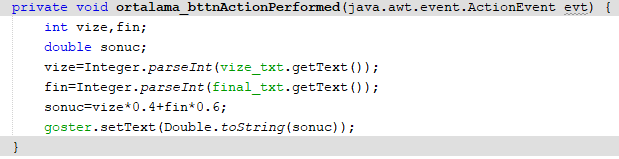 private void ortalama_bttnActionPerformed(java.awt.event.ActionEvent evt) {
int vize,fin;
double sonuc;
vize=Integer.parseInt(vize_txt.getText());
fin=Integer.parseInt(final_txt.getText());
sonuc=vize*0.4+fin*0.6;
goster.setText(Double.toString(sonuc));
}